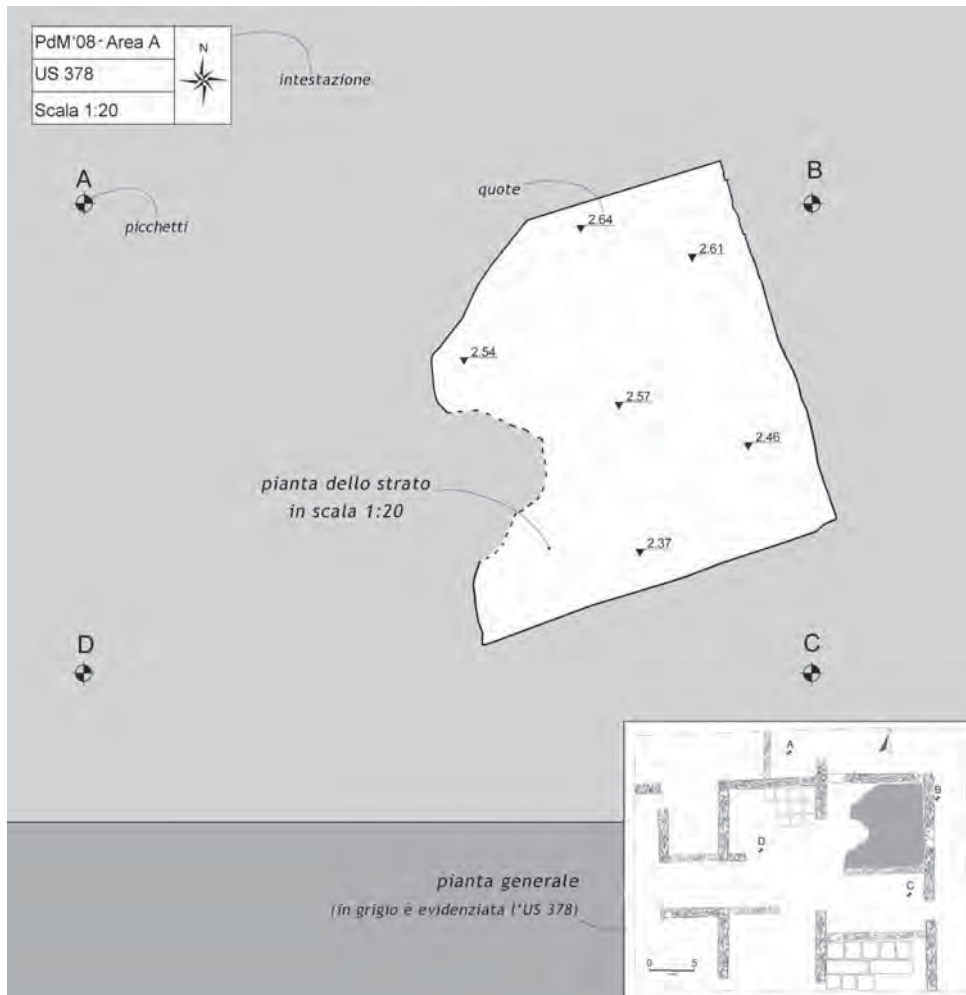 PdM'08 - Area A
N
US 378
Scala 1:20
intestazione
A
B
picchetti
quote
2.64
2.61
2.54
2.57
2.46
pianta dello strato
in scala 1:20
2.37
D
C
A
B
D
C
pianta generale
(in grigio è evidenziata l'US 378)
0 5